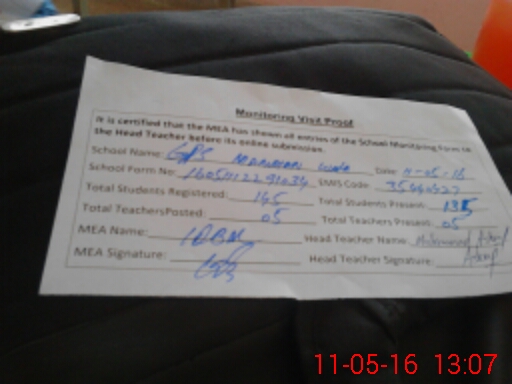 Monitoring Visit Proof
It is certified that the MEA has shown all entries of the School Monitoring Form to
the Head Teacher before its online submission.
School Name: GPS Date: 11-05-16
School Form No: EMIS Code:
Total Students Registered: 145 Total Students Present: 135
Total TeachersPosted: 05 Total Teachers Present: 05
MEA Name: Head Teacher Name: Muhammad
MEA Signature: Head Teacher Signature:
11-05-16 13:07